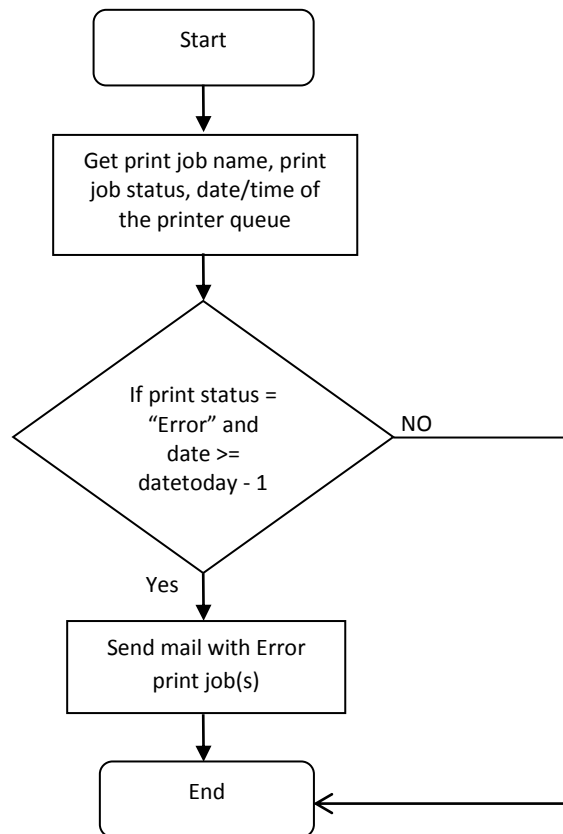 Start
Get print job name, print
job status, date/time of
the printer queue
If print status =
“Error” and
date >=
datetoday - 1
NO
Yes
Send mail with Error
print job(s)
End